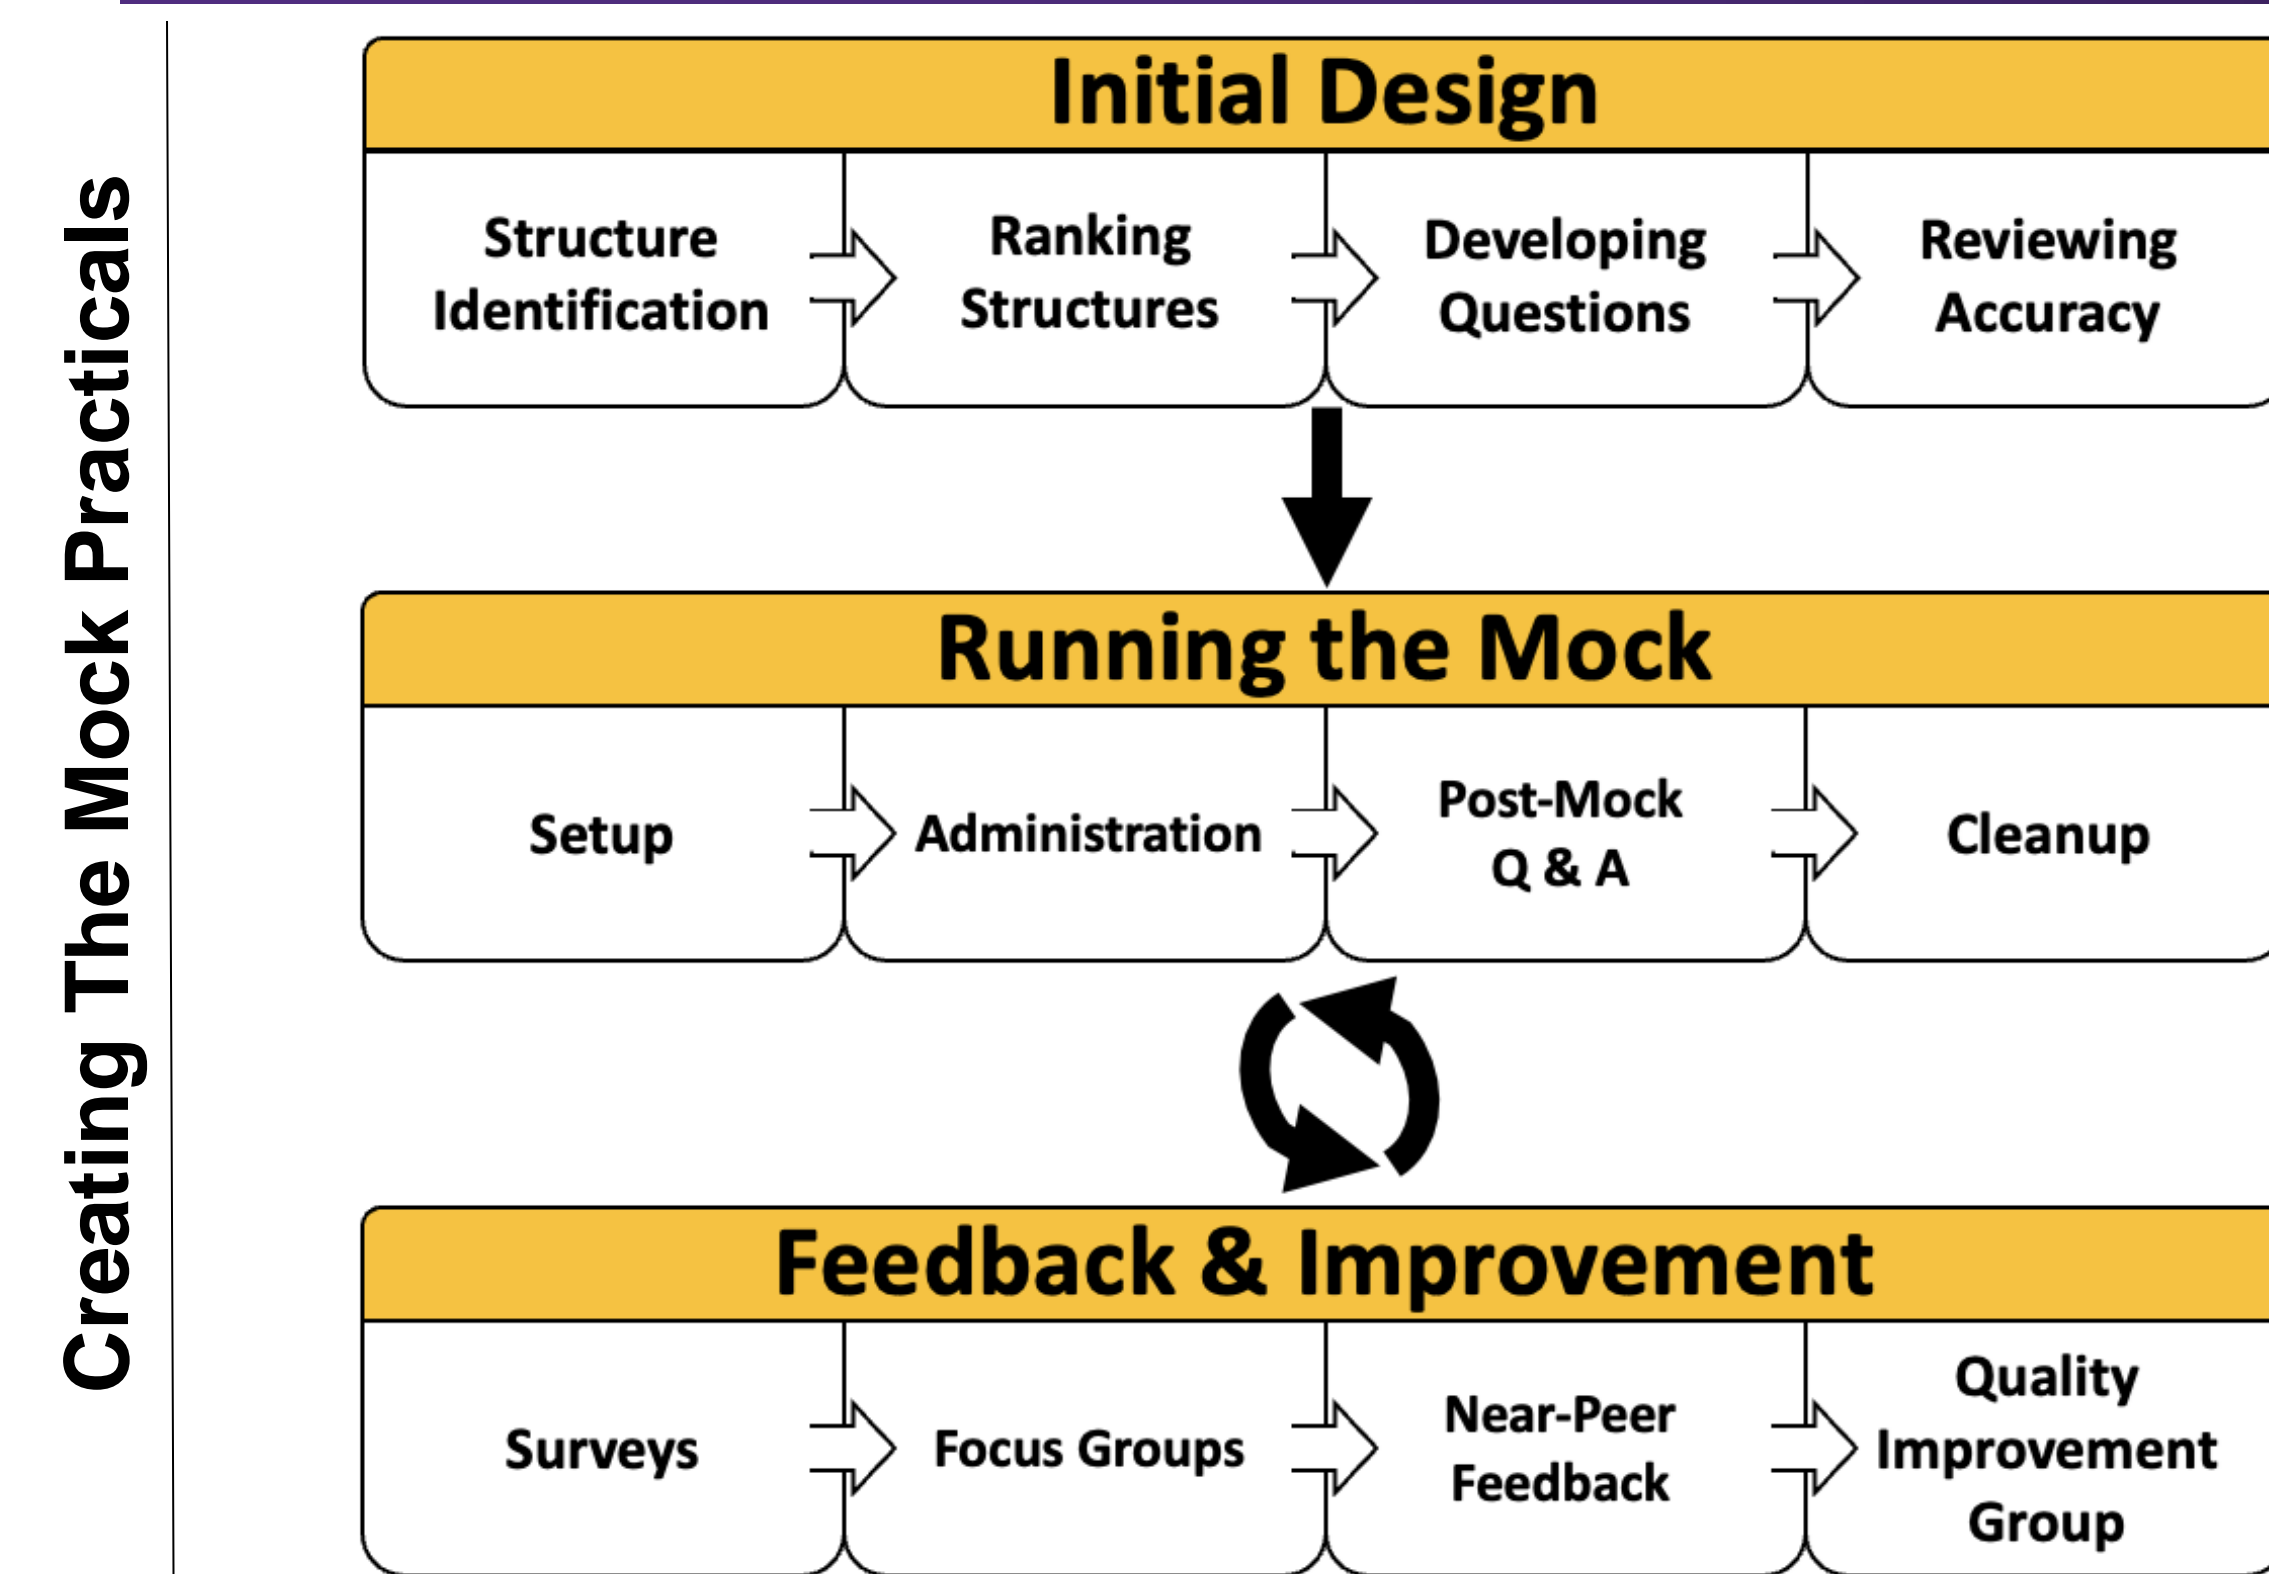 Creating The Mock Practicals
Initial Design
Structure
Identification
Ranking
Structures
Developing
Questions
Reviewing
Accuracy
Running the Mock
Setup
Administration
Post-Mock
Q & A
Cleanup
Feedback & Improvement
Surveys
Focus Groups
Near-Peer
Feedback
Quality
Improvement
Group